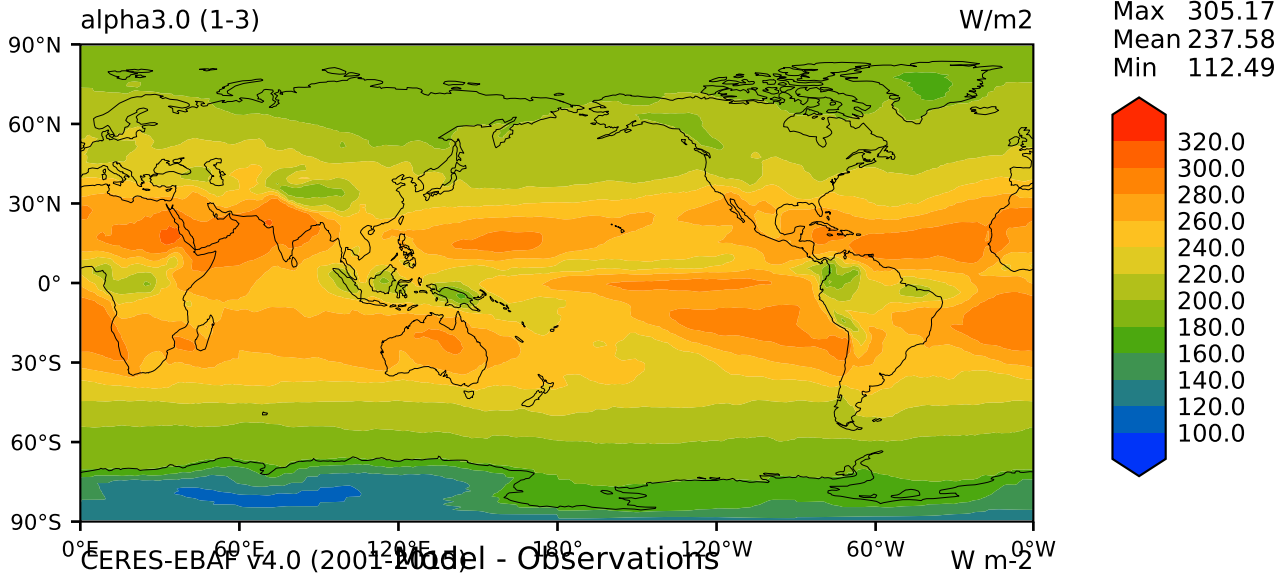 alpha3.0 (1-3) W/m2
Max 305.17
Mean 237.58
Min 112.49
90°N
60°N
30°N
0°
30°S
60°S
90°S
320.0
300.0
280.0
260.0
240.0
220.0
200.0
180.0
160.0
140.0
120.0
100.0
0°E 60°E 120°E 180° 120°W 60°W 0°W
CERES-EBAF v4.0 (2001-2015) Model - Observations W m-2